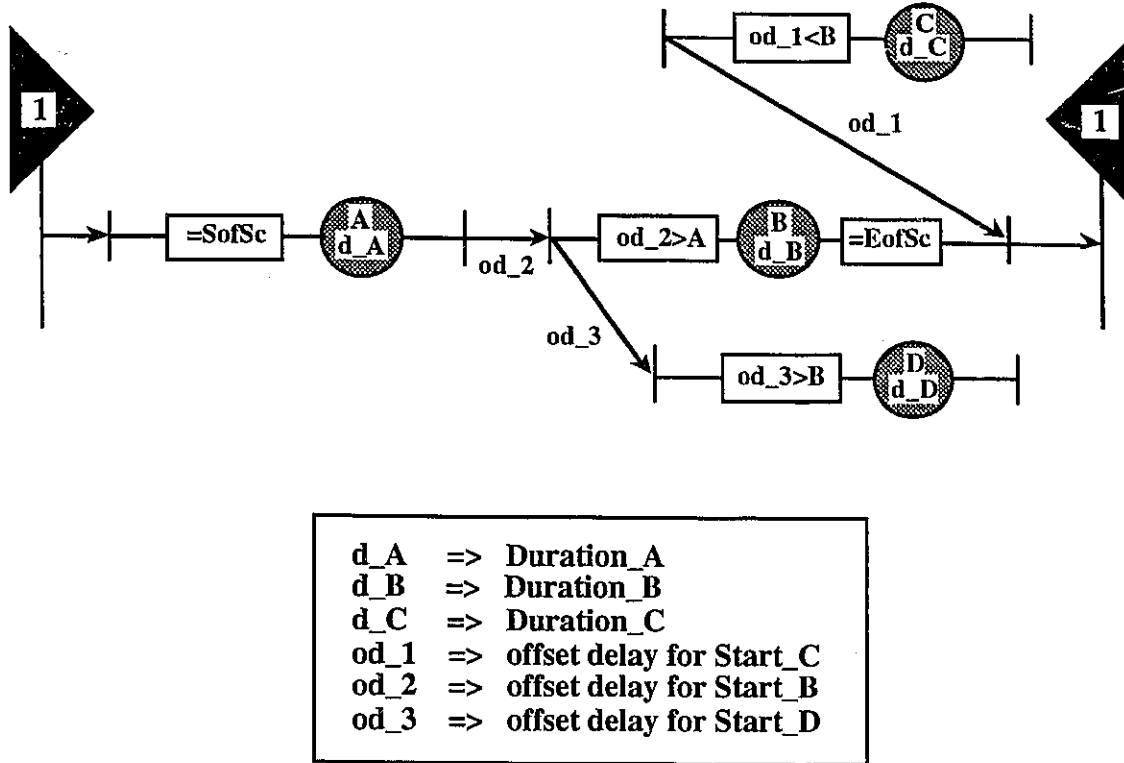 od_1<B
C
d_C
1
od_1
1
=SofSc
A
d_A
od_2
od_2>A
B
d_B
=EofSc
od_3
od_3>B
D
d_D
d_A => Duration_A
d_B => Duration_B
d_C => Duration_C
od_1 => offset delay for Start_C
od_2 => offset delay for Start_B
od_3 => offset delay for Start_D